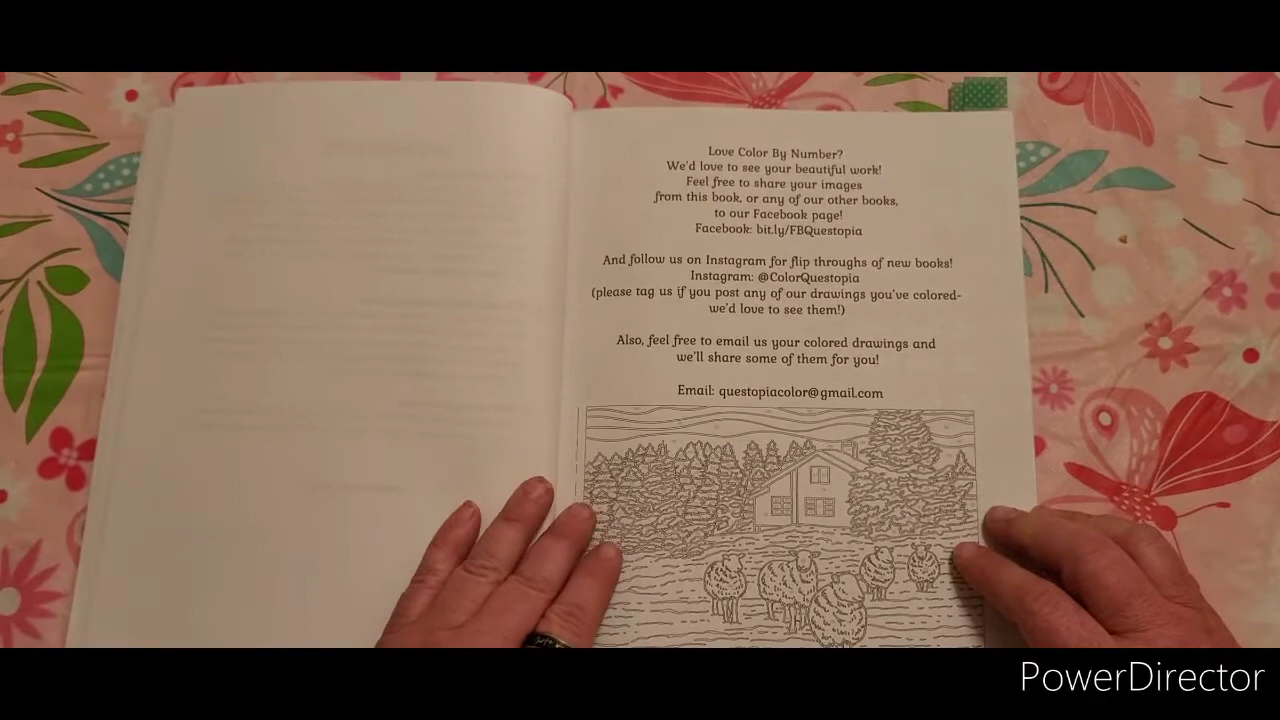 Love Color By Number?
We'd love to see your beautiful work!
Feel free to share your images
from this book, or any of our other books,
to our Facebook page!
Facebook: bit.ly/FBQuestopia
And follow us on Instagram for flip throughs of new books!
Instagram: @ColorQuestopia
(please tag us if you post any of our drawings you've colored-
we'd love to see them!)
Also, feel free to email us your colored drawings and
we'll share some of them for you!
Email: questopiacolor@gmail.com
PowerDirector